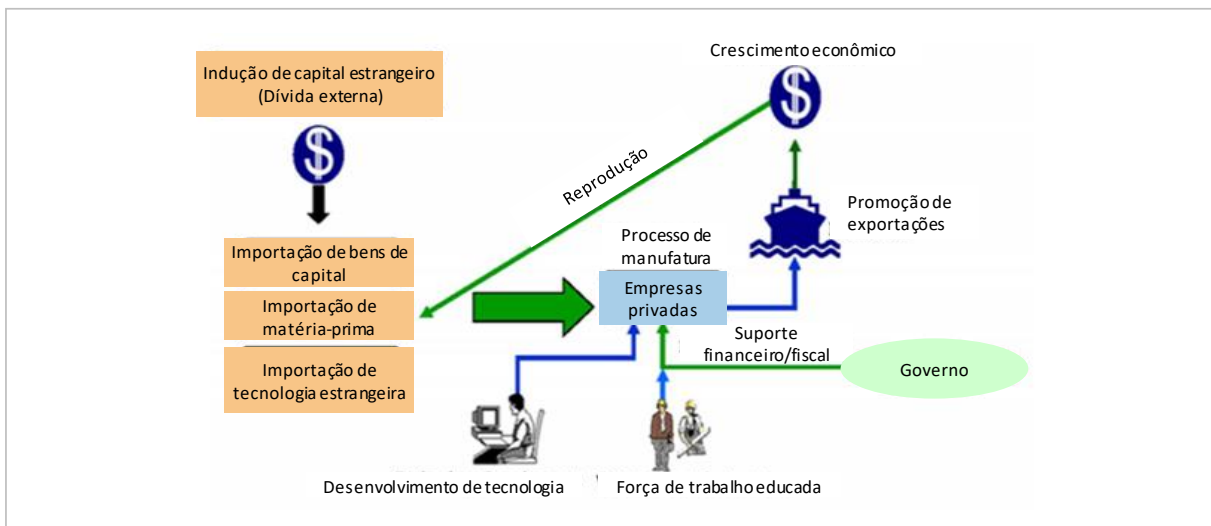 Crescimento econômico
Indução de capital estrangeiro
(Dívida externa)
$
$
Reprodução
Promoção de
exportações
Processo de
manufatura
Importação de bens de
capital
Empresas
privadas
Importação de
matéria-prima
Suporte
financeiro/fiscal
Governo
Importação de
tecnologia estrangeira
Desenvolvimento de tecnologia
Força de trabalho educada